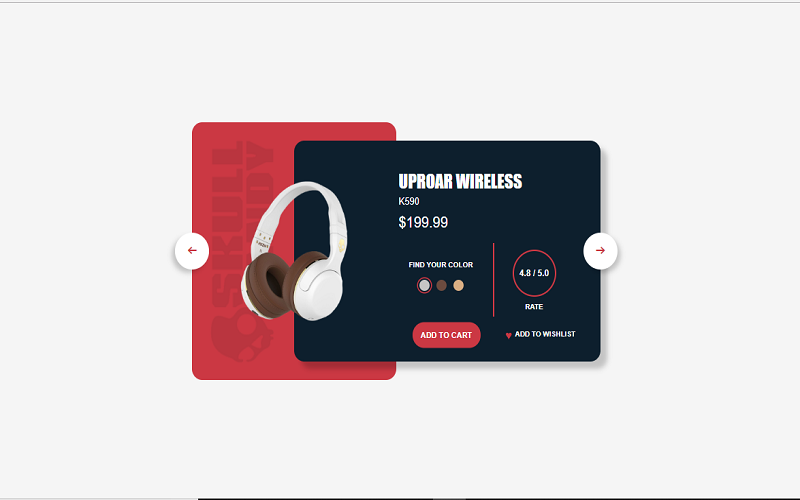 SKULL
NDY
UPROAR WIRELESS
K590
$199.99
FIND YOUR COLOR
4.8 / 5.0
RATE
ADD TO CART
ADD TO WISHLIST